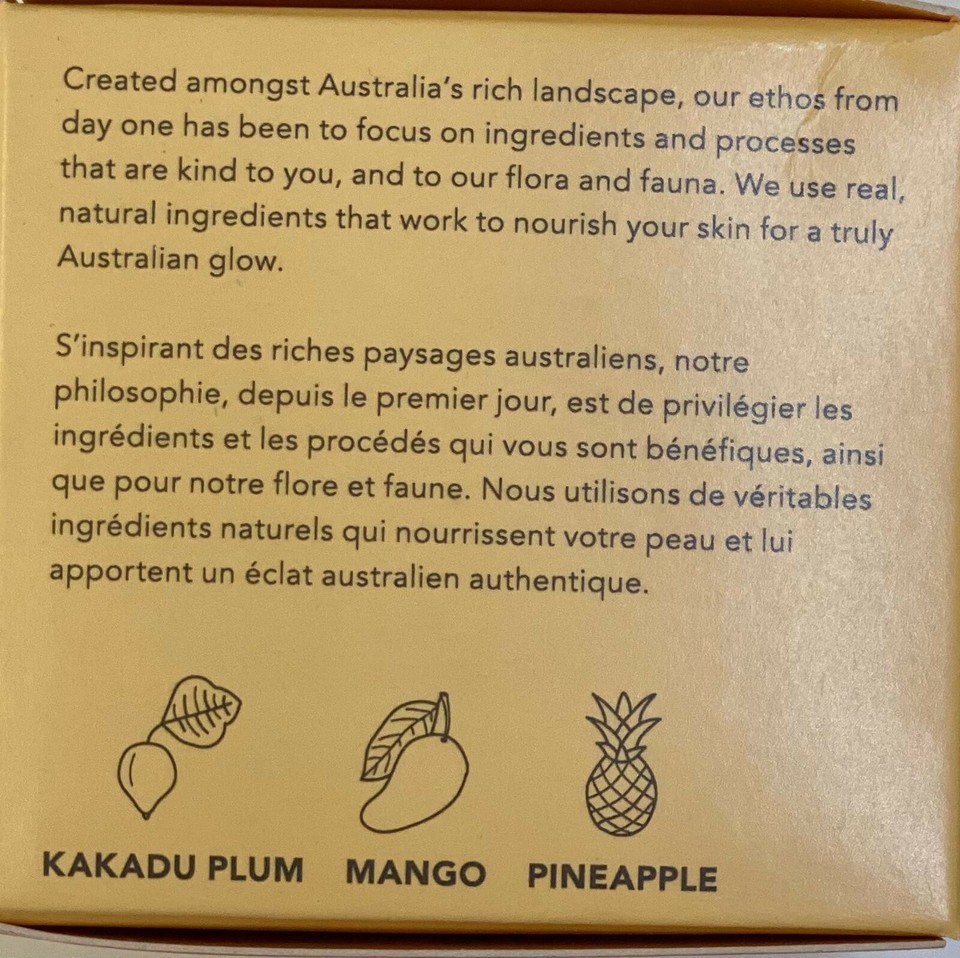 Created amongst Australia's rich landscape, our ethos from
day one has been to focus on ingredients and processes
that are kind to you, and to our flora and fauna. We use real,
natural ingredients that work to nourish your skin for a truly
Australian glow.
S'inspirant des riches paysages australiens, notre
philosophie, depuis le premier jour, est de privilégier les
ingrédients et les procédés qui vous sont bénéfiques, ainsi
que pour notre flore et faune. Nous utilisons de véritables
ingrédients naturels qui nourrissent votre peau et lui
apportent un éclat australien authentique.
KAKADU PLUM MANGO PINEAPPLE